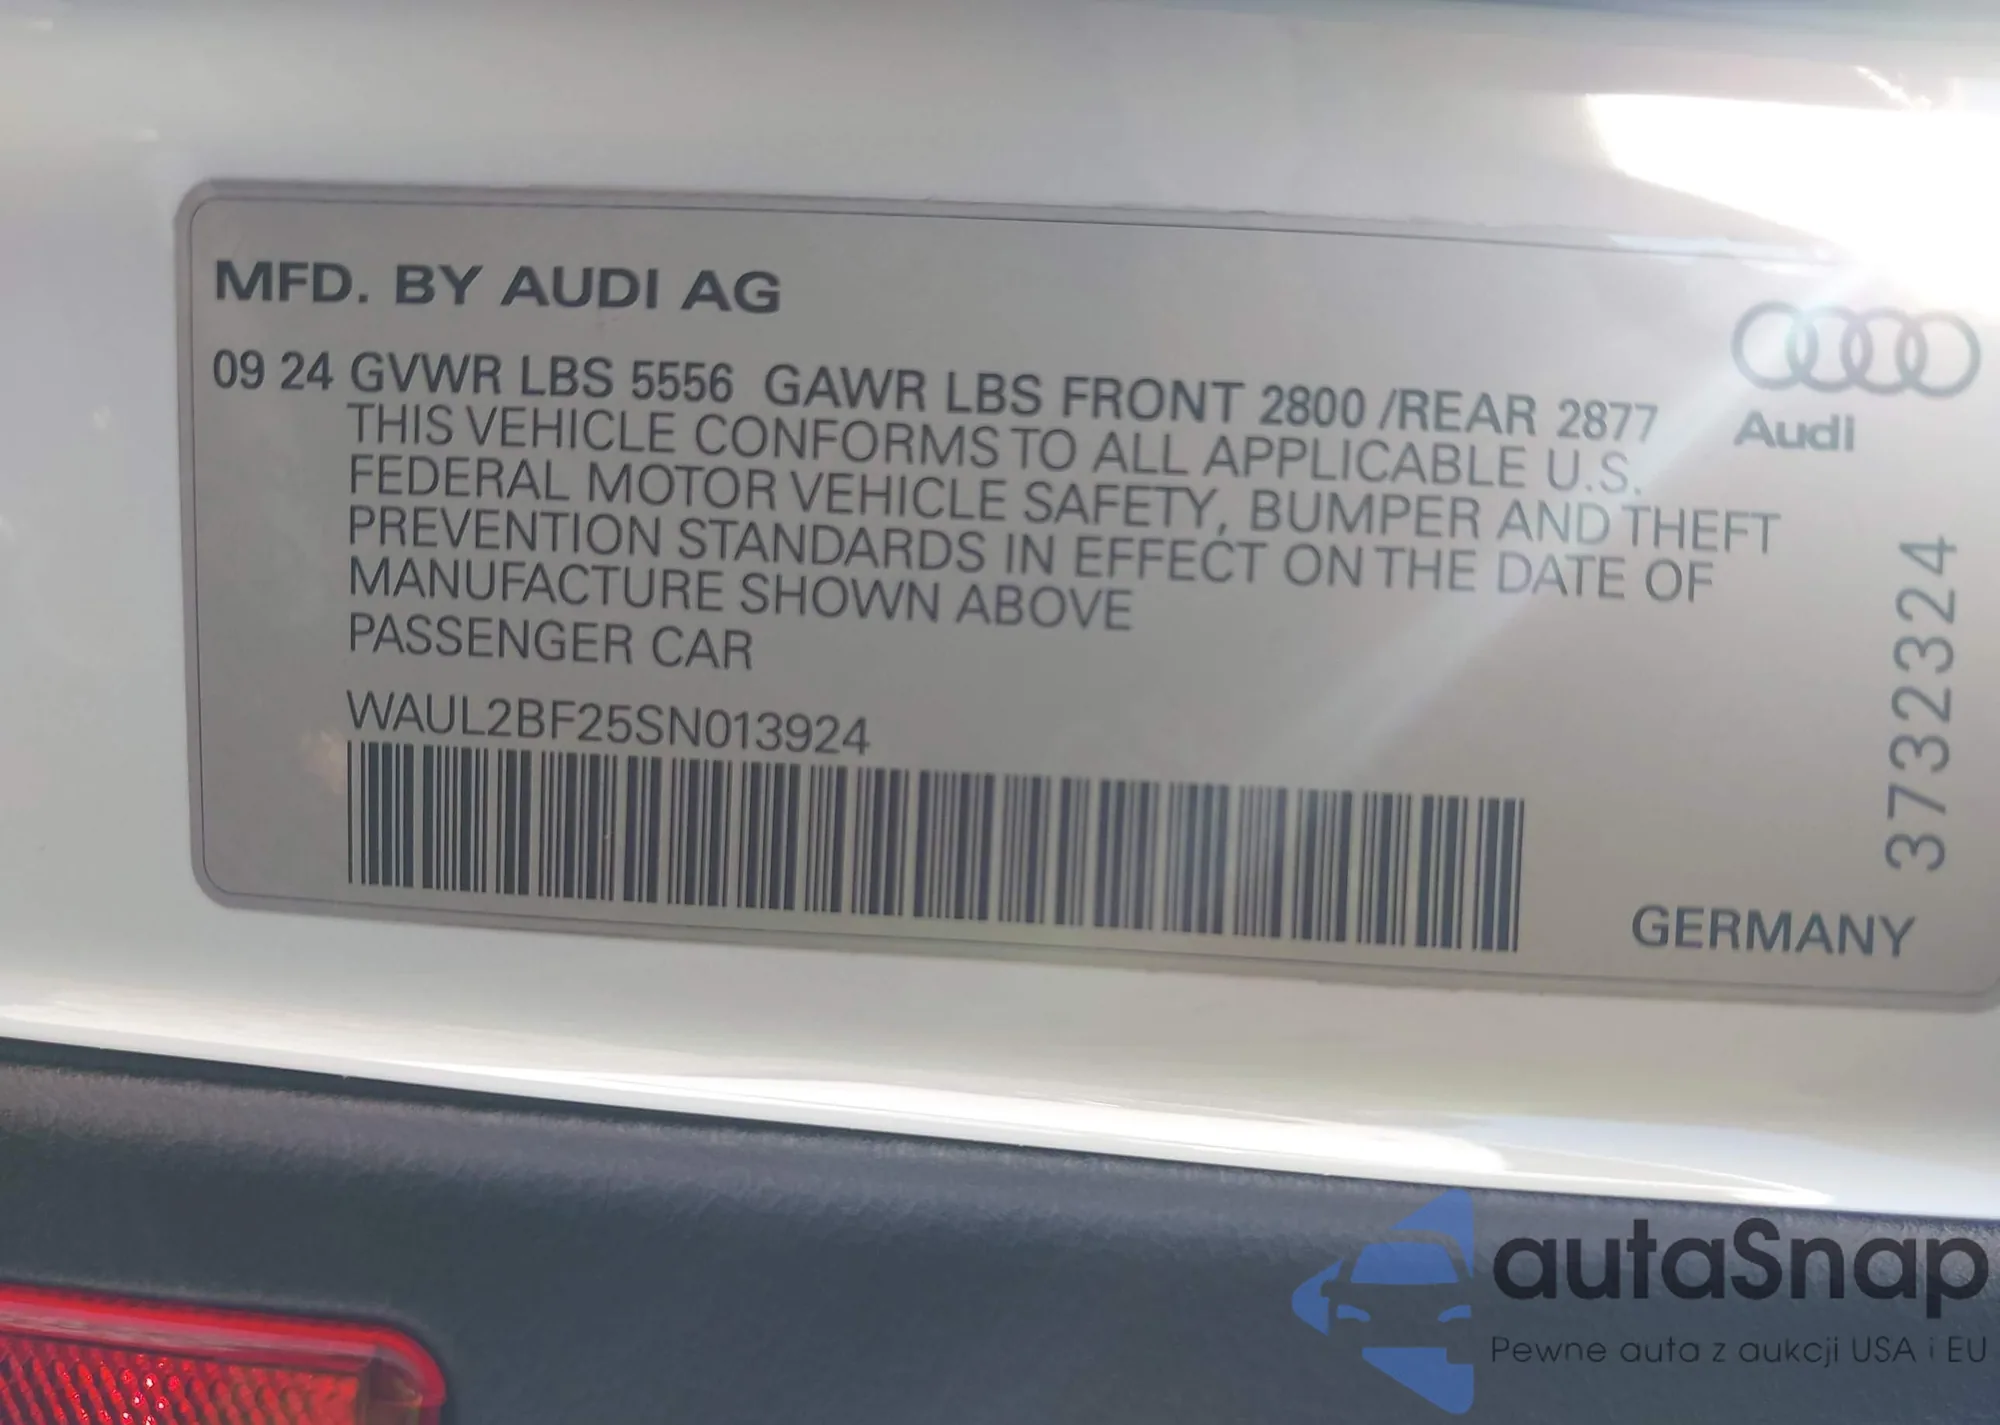 MFD. BY AUDI AG
09 24 GVWR LBS 5556 GAWR LBS FRONT 2800 /REAR 2877
THIS VEHICLE CONFORMS TO ALL APPLICABLE U.S.
FEDERAL MOTOR VEHICLE SAFETY, BUMPER AND THEFT
PREVENTION STANDARDS IN EFFECT ON THE DATE OF
MANUFACTURE SHOWN ABOVE
PASSENGER CAR
WAUL2BF25SN013924
Audi
3732324
GERMANY
autaSnap
Pewne auta z aukcji USA i EU